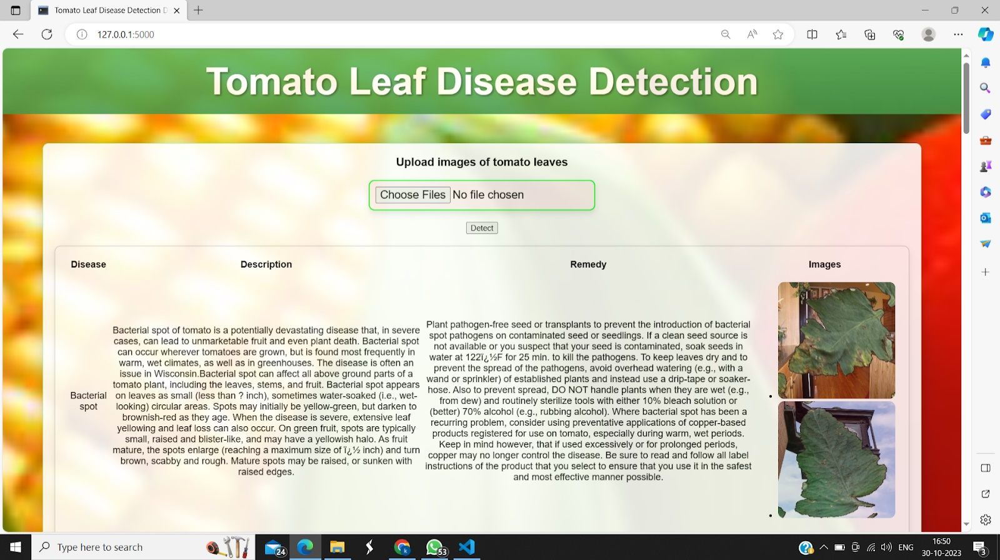 Tomato Leaf Disease Detection D
127.0.0.1:5000
Tomato Leaf Disease Detection
Upload images of tomato leaves
Choose Files No file chosen
Detect
Disease Description Remedy Images
Bacterial
spot
Bacterial spot of tomato is a potentially devastating disease that, in severe
cases, can lead to unmarketable fruit and even plant death. Bacterial spot
can occur wherever tomatoes are grown, but is found most frequently in
warm, wet climates, as well as in greenhouses. The disease is often an
issue in Wisconsin.Bacterial spot can affect all above ground parts of a
tomato plant, including the leaves, stems, and fruit. Bacterial spot appears
on leaves as small (less than ? inch), sometimes water-soaked (i.e., wet-
looking) circular areas. Spots may initially be yellow-green, but darken to
brownish-red as they age. When the disease is severe, extensive leaf
yellowing and leaf loss can also occur. On green fruit, spots are typically
small, raised and blister-like, and may have a yellowish halo. As fruit
mature, the spots enlarge (reaching a maximum size of ï¿½ inch) and turn
brown, scabby and rough. Mature spots may be raised, or sunken with
raised edges.
Plant pathogen-free seed or transplants to prevent the introduction of bacterial
spot pathogens on contaminated seed or seedlings. If a clean seed source is
not available or you suspect that your seed is contaminated, soak seeds in
water at 122ï¿½F for 25 min. to kill the pathogens. To keep leaves dry and to
prevent the spread of the pathogens, avoid overhead watering (e.g., with a
wand or sprinkler) of established plants and instead use a drip-tape or soaker-
hose. Also to prevent spread, DO NOT handle plants when they are wet (e.g.,
from dew) and routinely sterilize tools with either 10% bleach solution or
(better) 70% alcohol (e.g., rubbing alcohol). Where bacterial spot has been a
recurring problem, consider using preventative applications of copper-based
products registered for use on tomato, especially during warm, wet periods.
Keep in mind however, that if used excessively or for prolonged periods,
copper may no longer control the disease. Be sure to read and follow all label
instructions of the product that you select to ensure that you use it in the safest
and most effective manner possible.
Type here to search
24
53
ENG
16:50
30-10-2023
3